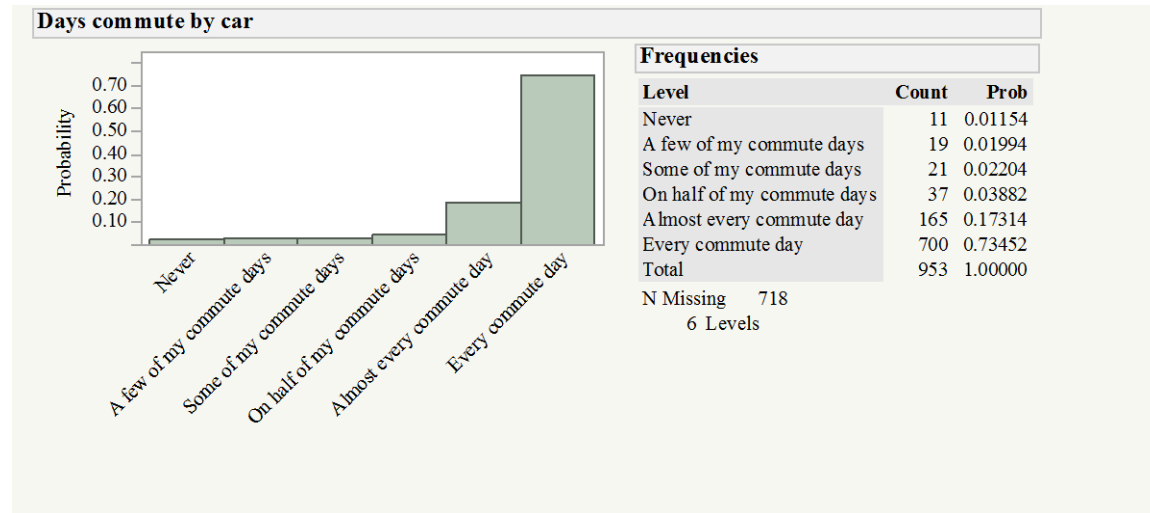 Days commute by car
Probability
0.70
0.60
0.50
0.40
0.30
0.20
0.10
Never
A few of my commute days
Some of my commute days
On half of my commute days
Almost every commute day
Every commute day
Frequencies
Level Count Prob
Never 11 0.01154
A few of my commute days 19 0.01994
Some of my commute days 21 0.02204
On half of my commute days 37 0.03882
Almost every commute day 165 0.17314
Every commute day 700 0.73452
Total 953 1.00000
N Missing 718
6 Levels